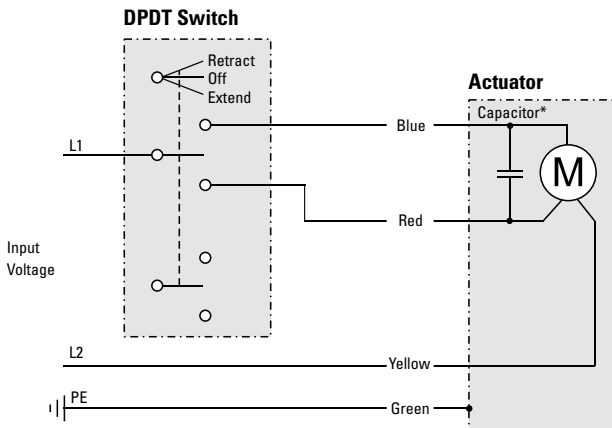 DPDT Switch
Retract
Off
Extend
Actuator
Capacitor*
Blue
L1
M
Red
Input
Voltage
L2
Yellow
PE
Green